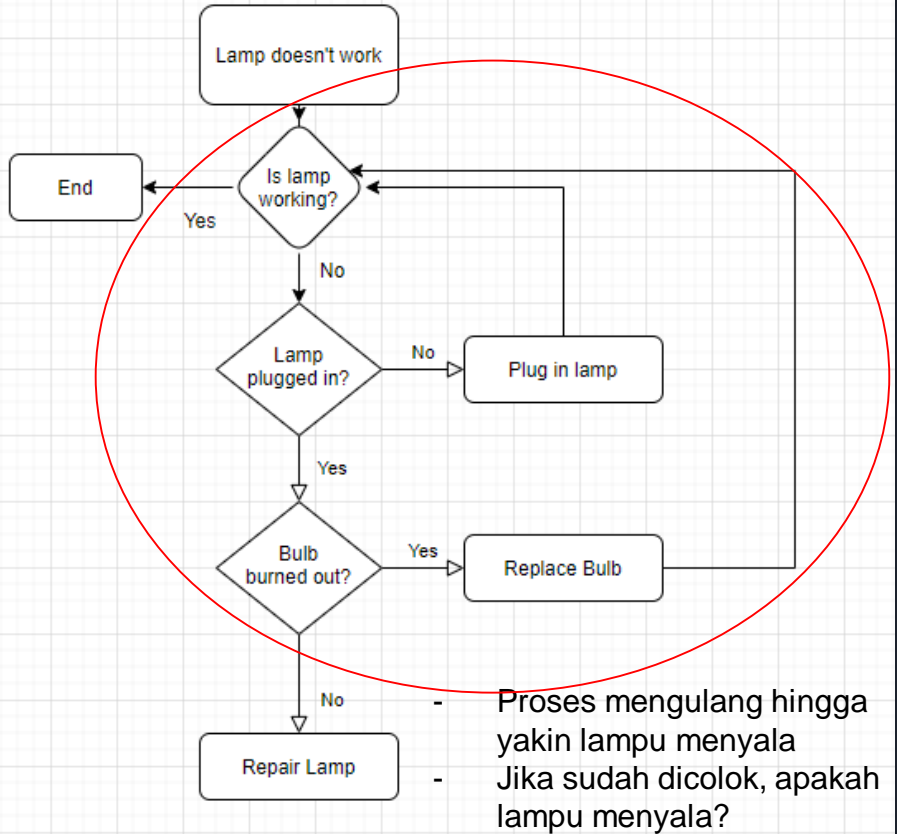 Lamp doesn't work
Is lamp
working?
End
Yes
No
Lamp
plugged in?
No
Plug in lamp
Yes
Bulb
burned out?
Yes
Replace Bulb
No
Repair Lamp
- Proses mengulang hingga
yakin lampu menyala
- Jika sudah dicolok, apakah
lampu menyala?